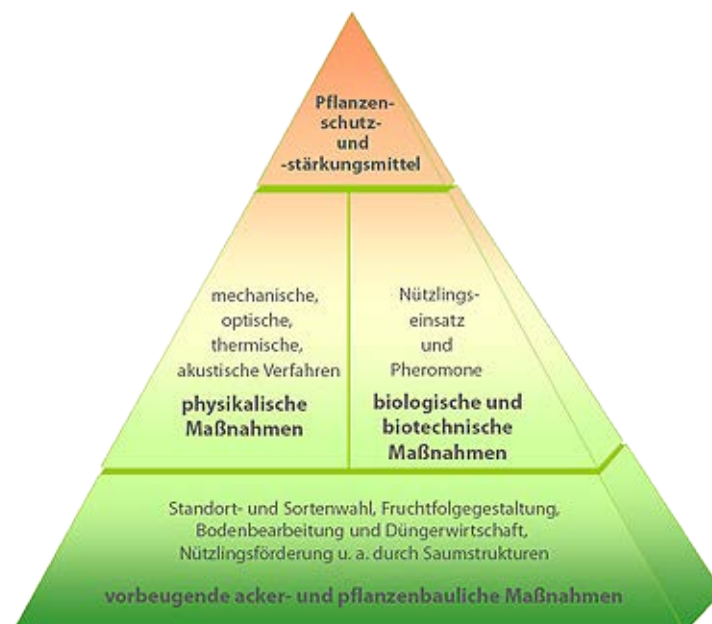 Pflanzen-
schutz-
und
-stärkungsmittel
mechanische,
optische,
thermische,
akustische Verfahren
physikalische
Maßnahmen
Nützlings-
einsatz
und
Pheromone
biologische und
biotechnische
Maßnahmen
Standort- und Sortenwahl, Fruchtfolgegestaltung,
Bodenbearbeitung und Düngerwirtschaft,
Nützlingsförderung u. a. durch Saumstrukturen
vorbeugende acker- und pflanzenbauliche Maßnahmen